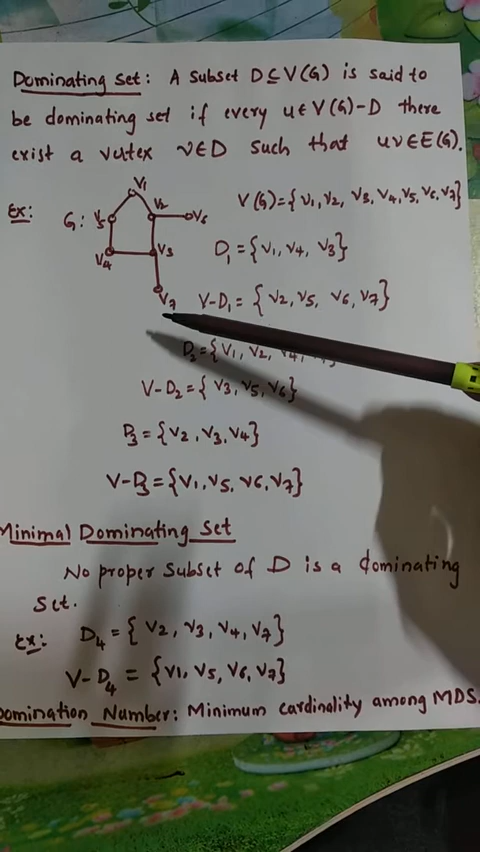 Dominating set: A subset D⊆V(G) is said to
be dominating set if every u∈V(G)-D there
exist a vertex v∈D such that uv∈E(G).
Ex: G: V1 V2 V3 V4 V5 V6 V7
V(G)={V1, V2, V3, V4, V5, V6, V7}
D1 = {V1, V4, V3}
V-D1 = {V2, V5, V6, V7}
D2={V1, V2, V4,
V-D2={V3, V5, V6}
D3={V2, V3, V4}
V-D3={V1, V5, V6, V7}
Minimal Dominating Set
No proper subset of D is a dominating
set.
Ex: D4 = {V2, V3, V4, V7}
V-D4 = {V1, V5, V6, V7}
Domination Number: Minimum cardinality among MDS.